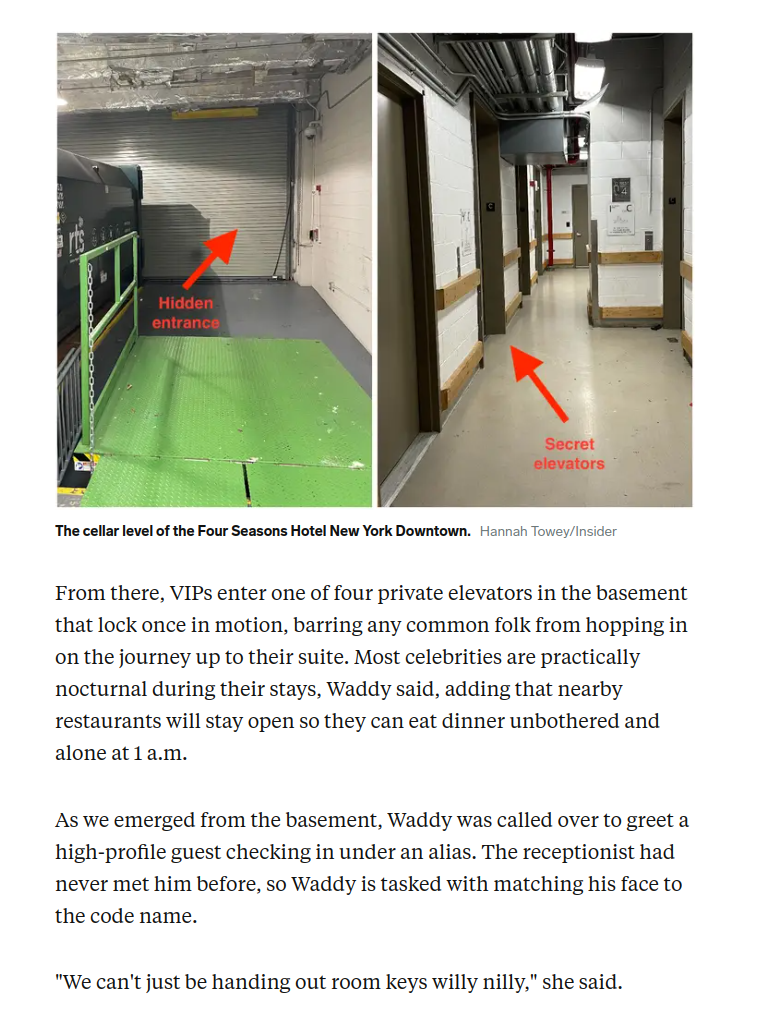 rts
Hidden
entrance
C
Secret
elevators
The cellar level of the Four Seasons Hotel New York Downtown. Hannah Towey/Insider
From there, VIPs enter one of four private elevators in the basement
that lock once in motion, barring any common folk from hopping in
on the journey up to their suite. Most celebrities are practically
nocturnal during their stays, Waddy said, adding that nearby
restaurants will stay open so they can eat dinner unbothered and
alone at 1 a.m.
As we emerged from the basement, Waddy was called over to greet a
high-profile guest checking in under an alias. The receptionist had
never met him before, so Waddy is tasked with matching his face to
the code name.
"We can't just be handing out room keys willy nilly," she said.